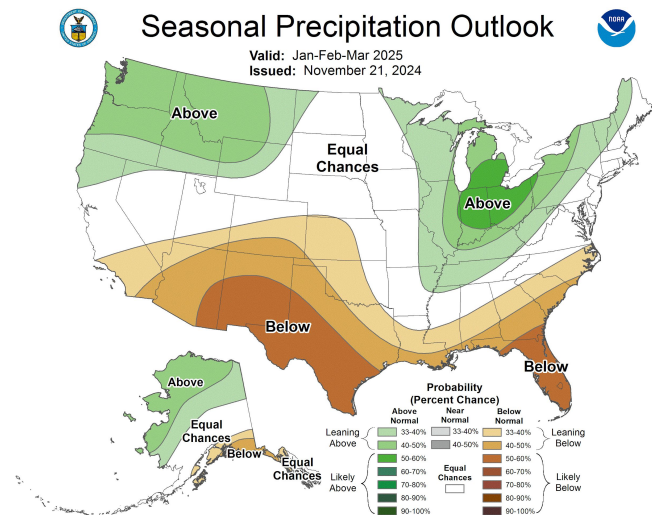 Seasonal Precipitation Outlook
NOAA
Valid: Jan-Feb-Mar 2025
Issued: November 21, 2024
Above
Equal
Chances
Above
Below
Below
Above
Equal
Chances
Below
Equal
Chances
Probability
(Percent Chance)
Above
Normal
Near
Normal
Below
Normal
Leaning
Above
33-40%
33-40%
33-40%
Leaning
Below
40-50%
40-50%
40-50%
Likely
Above
50-60%
Equal
Chances
50-60%
Likely
Below
60-70%
60-70%
70-80%
70-80%
80-90%
80-90%
90-100%
90-100%